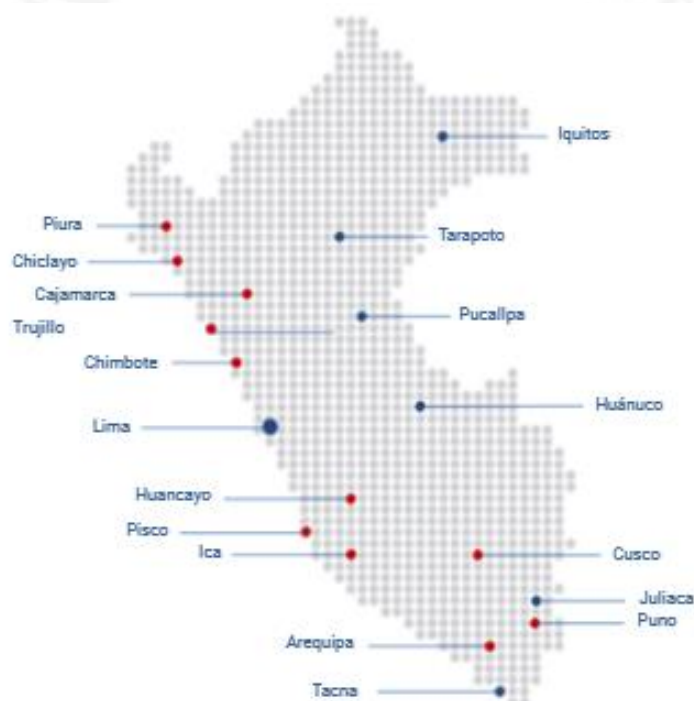 Iquitos
Piura
Tarapoto
Chiclayo
Cajamarca
Pucallpa
Trujillo
Chimbote
Huánuco
Lima
Huancayo
Pisco
Ica
Cusco
Juliaca
Puno
Arequipa
Tacna